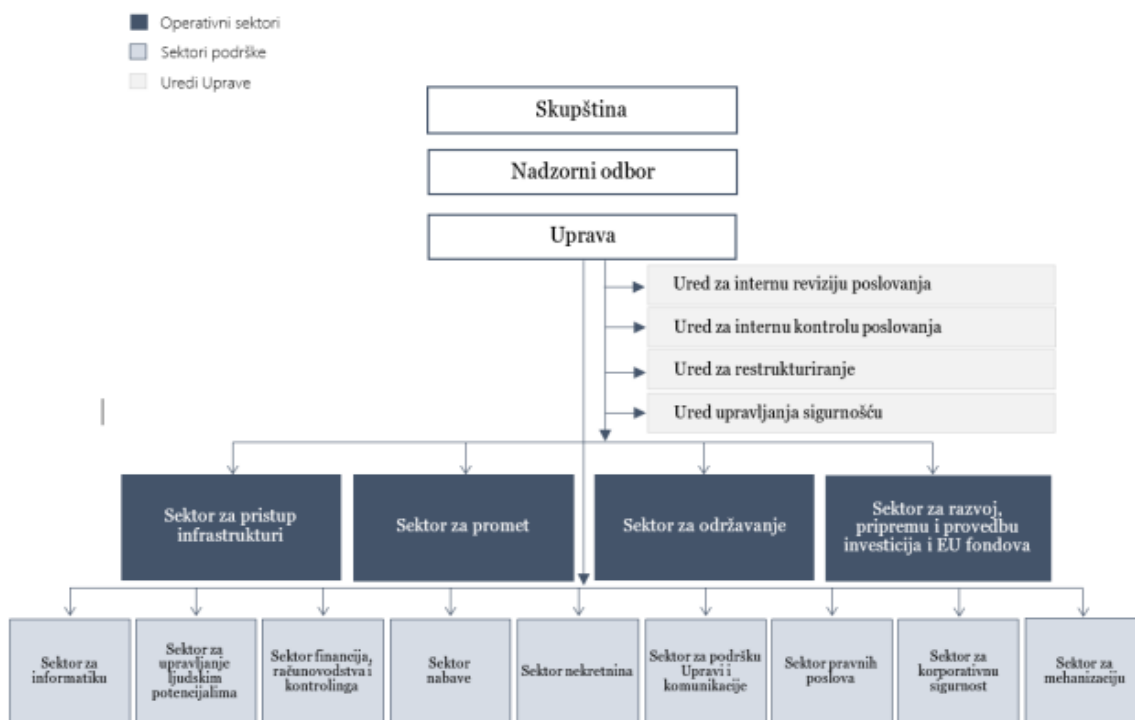 Operativni sektori
Sektori podrške
Uredi Uprave
Skupština
Nadzorni odbor
Uprava
Ured za internu reviziju poslovanja
Ured za internu kontrolu poslovanja
Ured za restrukturiranje
Ured upravljanja sigurnošću
Sektor za pristup
infrastrukturi
Sektor za promet
Sektor za održavanje
Sektor za razvoj,
pripremu i provedbu
investicija i EU fondova
Sektor za
informatiku
Sektor za
upravljanje
ljudskim
potencijalima
Sektor financija,
računovodstva i
kontrolinga
Sektor
nabave
Sektor nekretnina
Sektor za podršku
Upravi i
komunikacije
Sektor pravnih
poslova
Sektor za
korporativnu
sigurnost
Sektor za
mehanizaciju